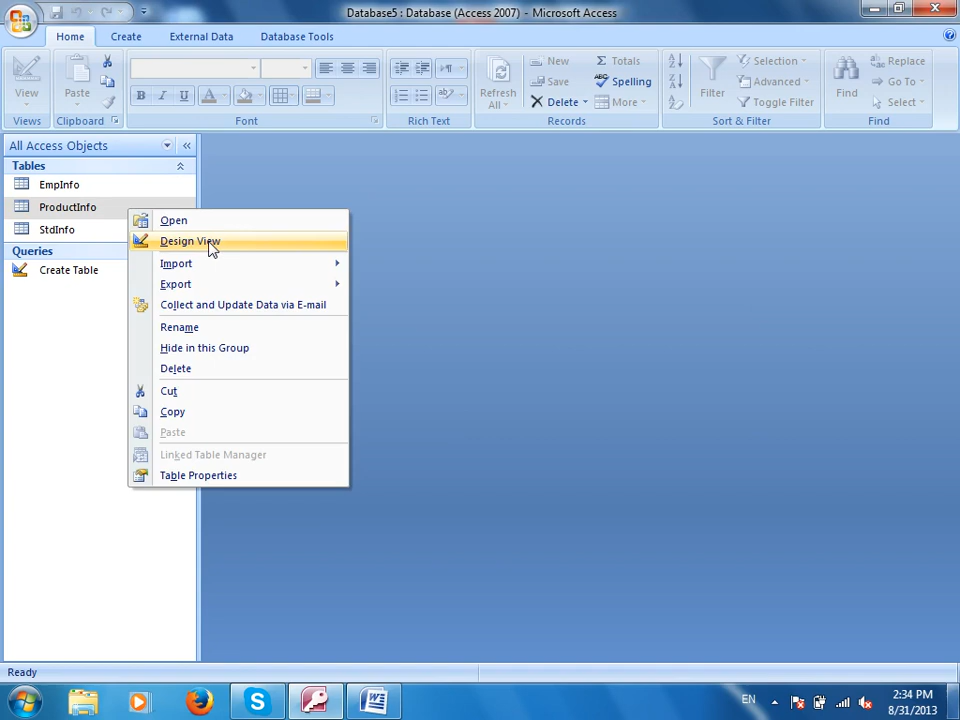 Database5 : Database (Access 2007) - Microsoft Access
Home Create External Data Database Tools
View Paste Refresh All New Save Delete Totals Spelling More Filter Selection Advanced Toggle Filter Find Replace Go To Select
B I U A
Views Clipboard Font Rich Text Records Sort & Filter Find
All Access Objects
Tables
EmpInfo
ProductInfo
StdInfo
Queries
Create Table
Open
Design View
Import
Export
Collect and Update Data via E-mail
Rename
Hide in this Group
Delete
Cut
Copy
Paste
Linked Table Manager
Table Properties
Ready
EN
2:34 PM
8/31/2013